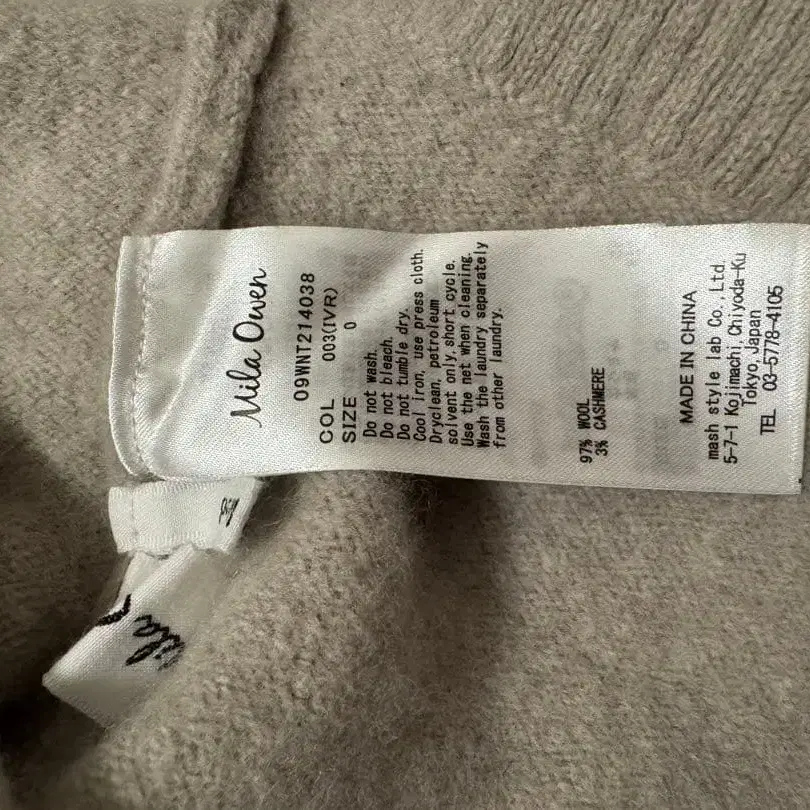 Mila Owen
09WNT214038
COL 003(IVR)
SIZE 0
Do not wash.
Do not bleach.
Do not tumble dry.
Cool iron, use press cloth.
Dryclean, petroleum
solvent only, short cycle.
Use the net when cleaning.
Wash the laundry separately
from other laundry.
97% WOOL
3% CASHMERE
MADE IN CHINA
mash style lab Co., Ltd.
5-7-1 Kojimachi, Chiyoda-Ku
Tokyo, Japan
TEL 03-5778-4105